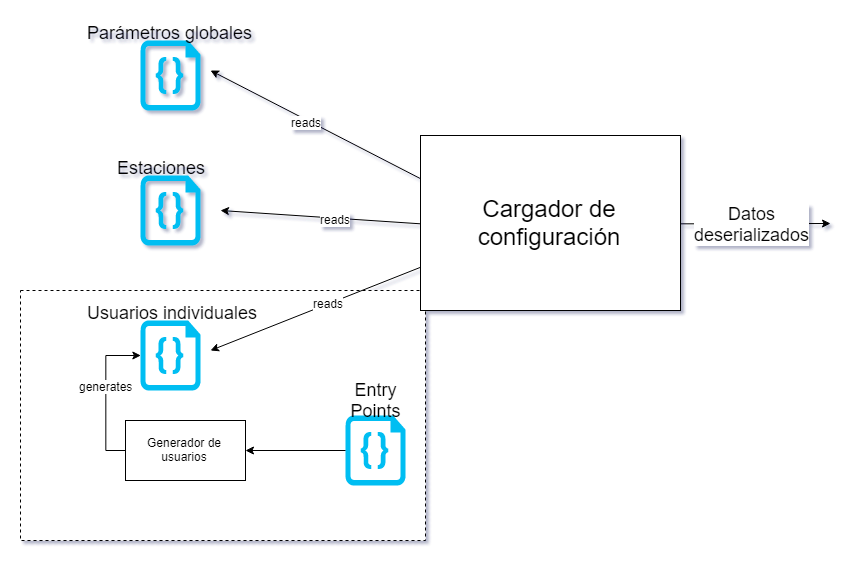 Parámetros globales
{}
reads
Estaciones
{}
reads
Cargador de
configuración
Datos
deserializados
reads
Usuarios individuales
{}
generates
Entry
Points
{}
Generador de
usuarios